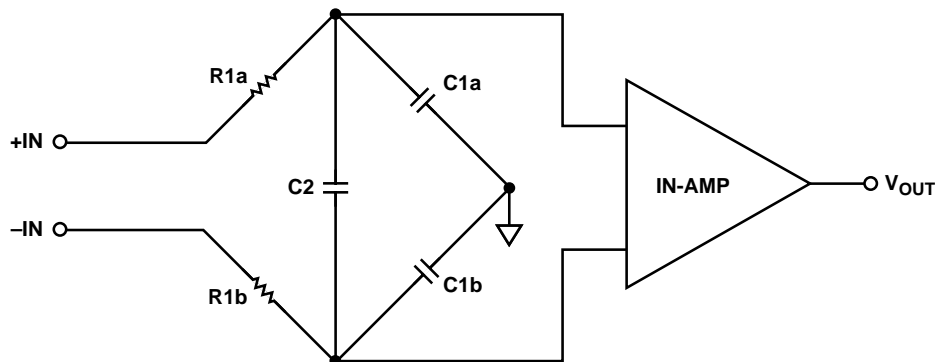 R1a
C1a
+IN
C2
IN-AMP
VOUT
–IN
R1b
C1b